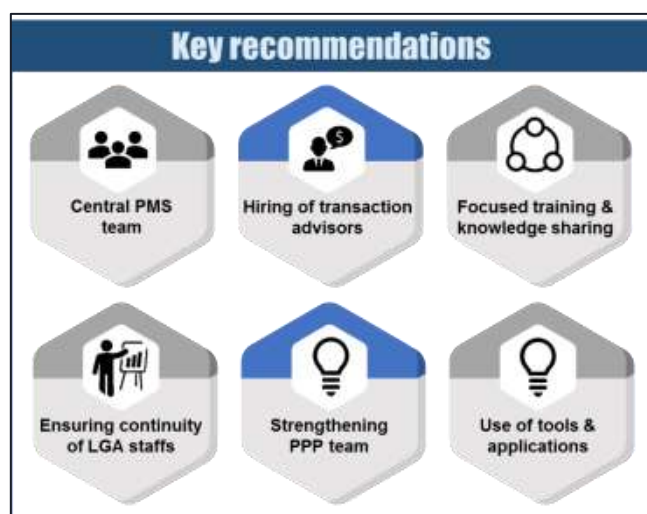 Key recommendations
Central PMS
team
Hiring of transaction
advisors
Focused training &
knowledge sharing
Ensuring continuity
of LGA staffs
Strengthening
PPP team
Use of tools &
applications